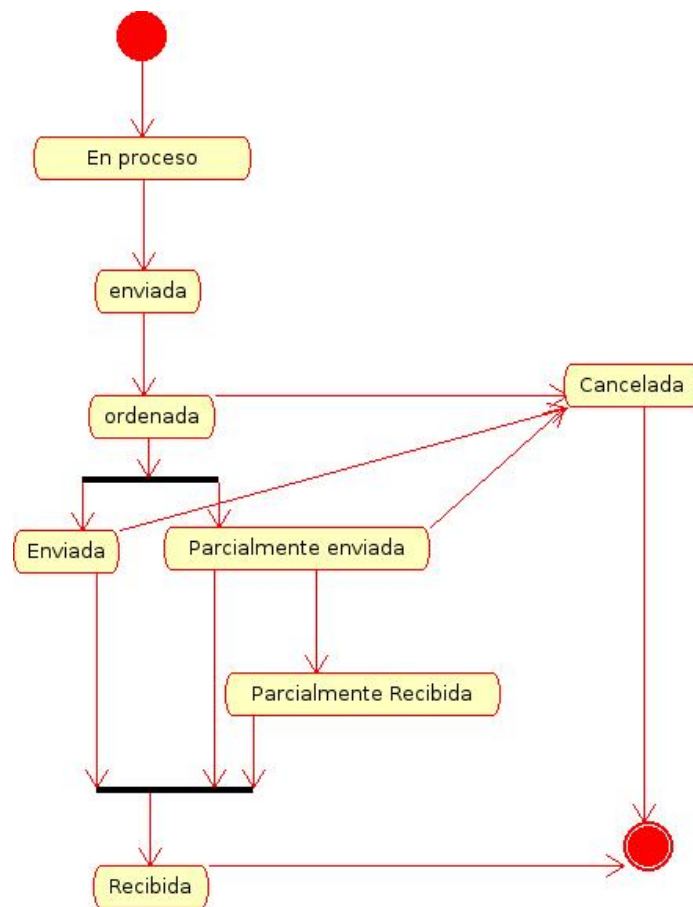 En proceso
enviada
Cancelada
ordenada
Enviada
Parcialmente enviada
Parcialmente Recibida
Recibida